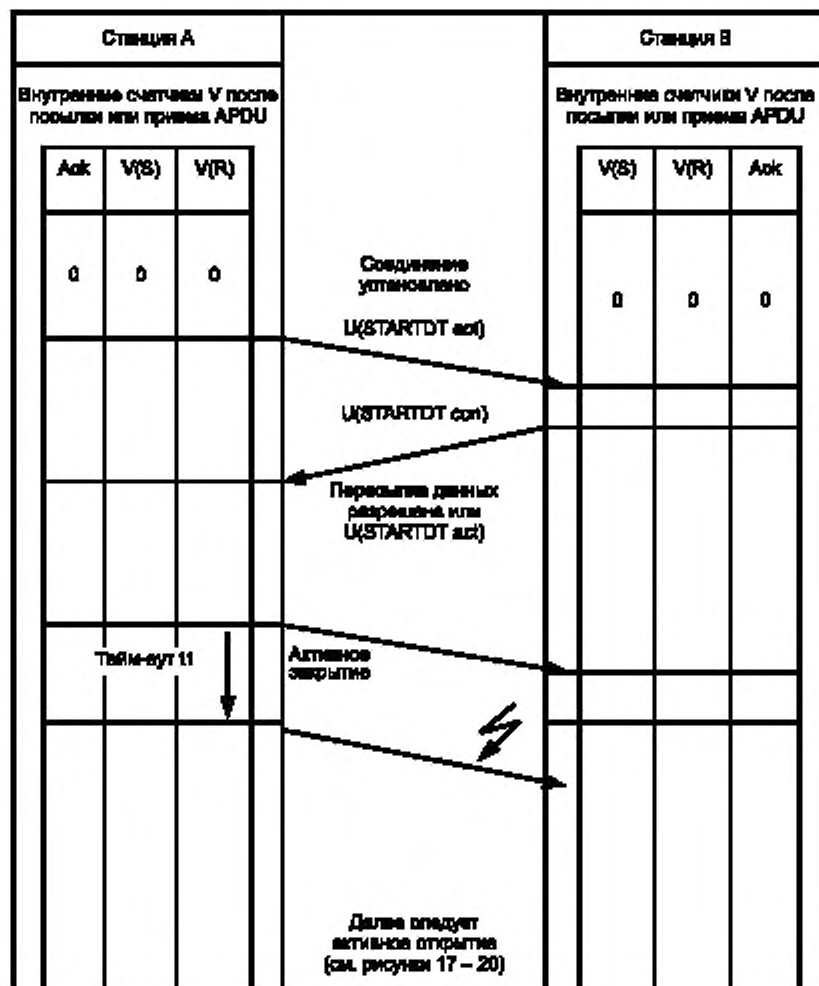 Станция А
Станция В
Внутренние счетчики V после
посылки или приема APDU
Внутренние счетчики V после
посылки или приема APDU
Ack V(S) V(R)
V(S) V(R) Ack
0 0 0
0 0 0
Соединение
установлено
U(STARTDT act)
U(STARTDT con)
Пересылка данных
разрешена или
U(STARTDT act)
Тайм-аут t1
Активное
закрытие
Далее следует
активное открытие
(см. рисунки 17 – 20)